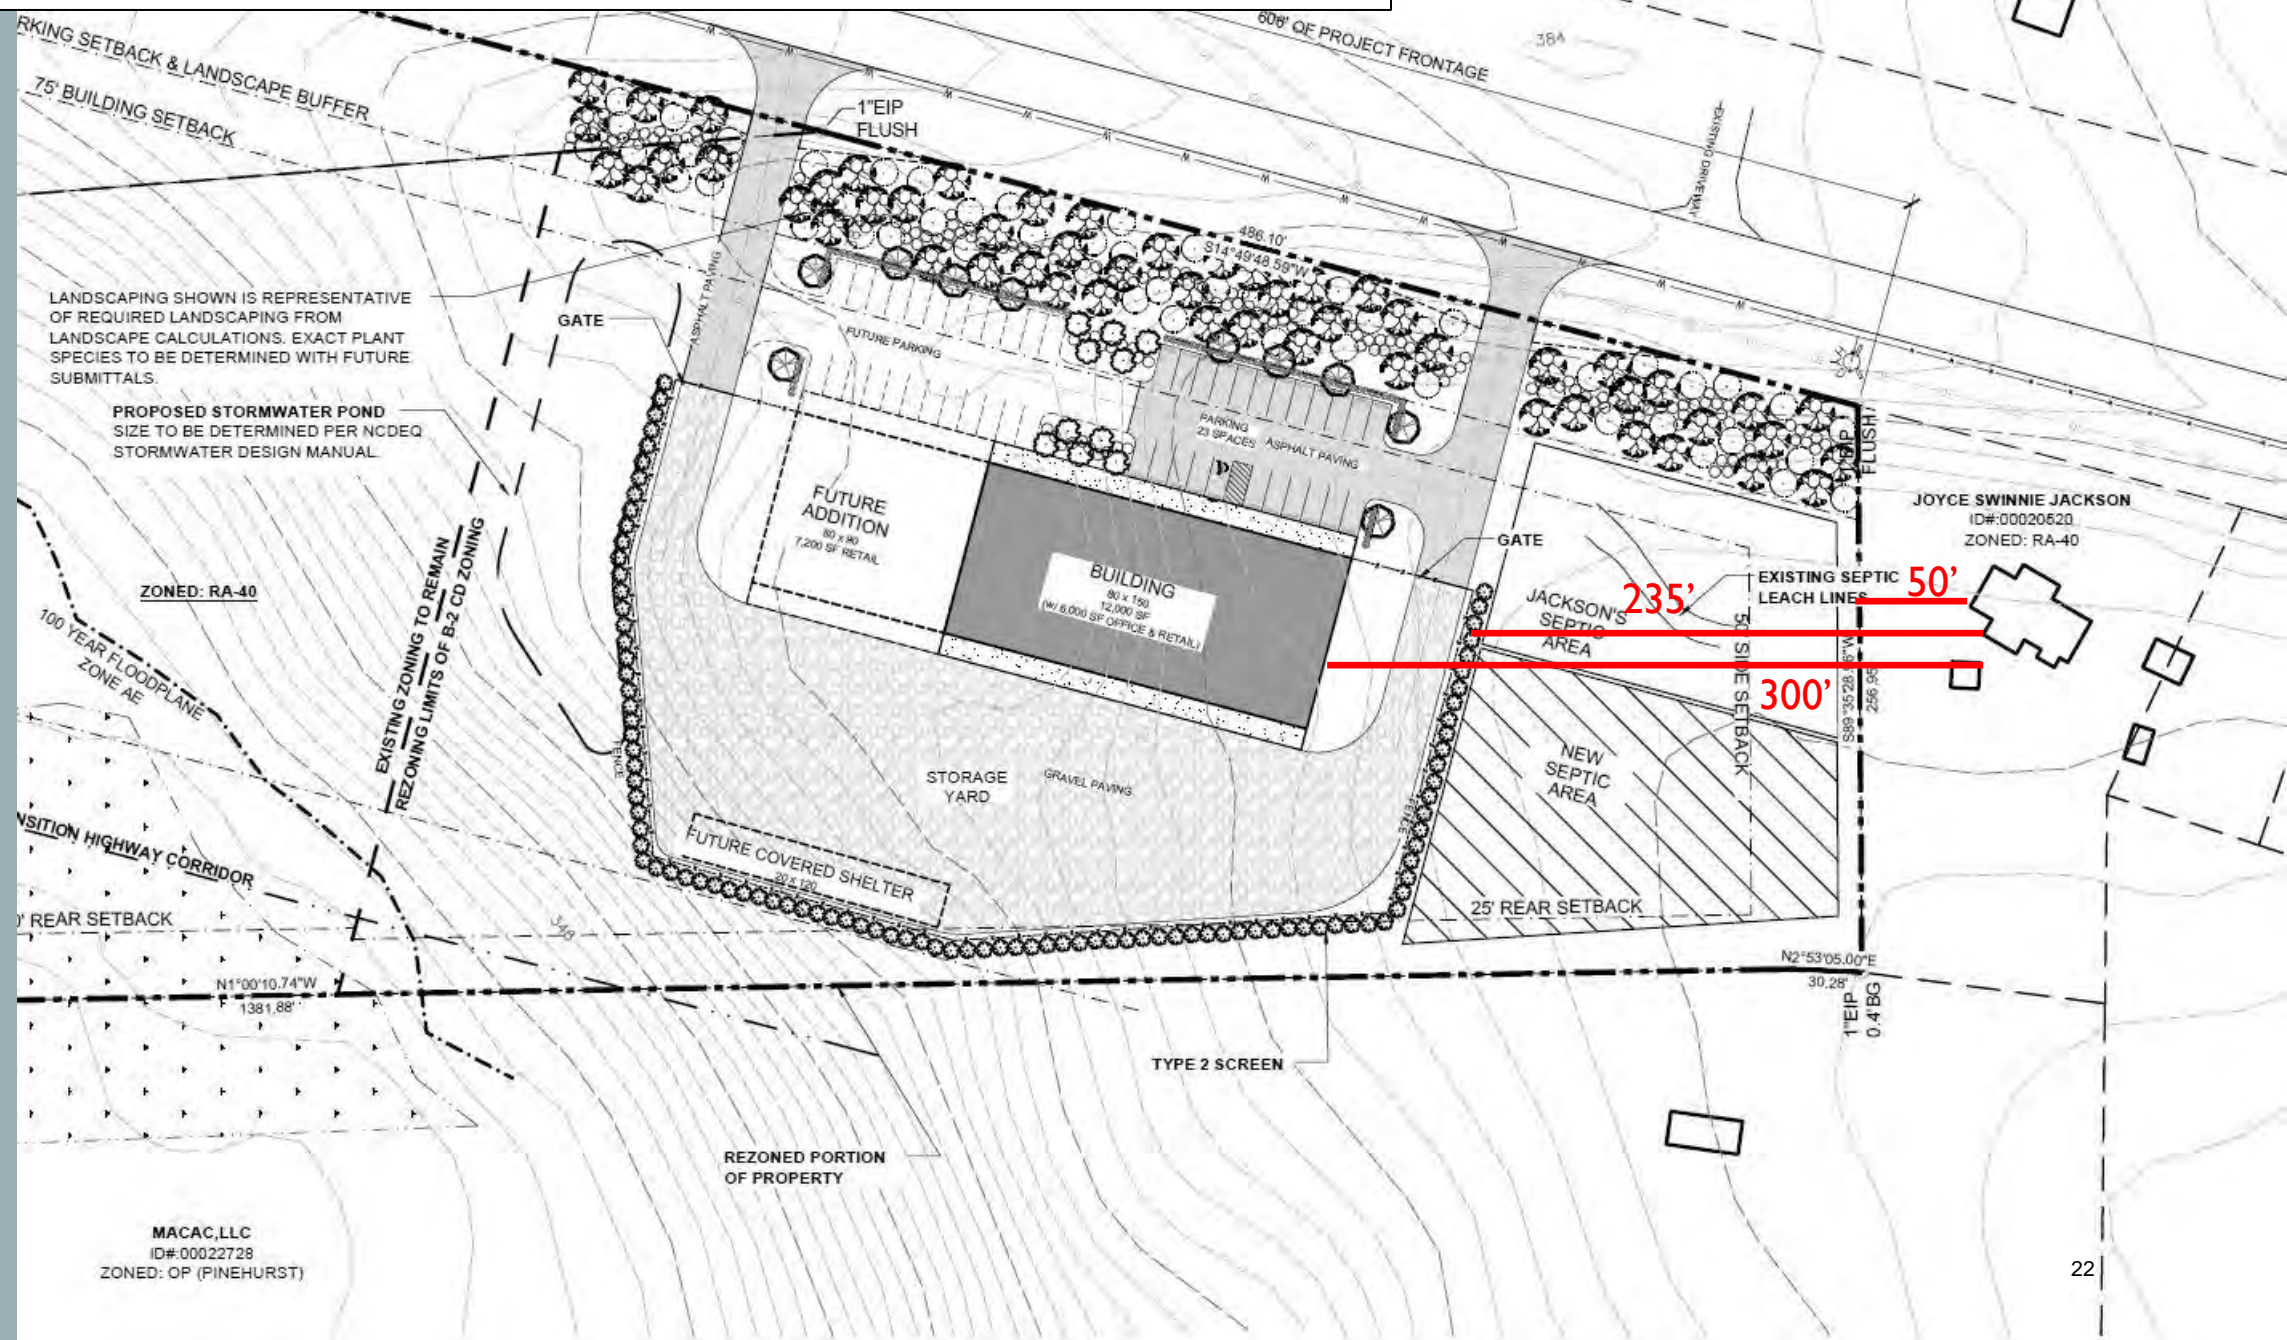 606' OF PROJECT FRONTAGE
384
RKING SETBACK & LANDSCAPE BUFFER
75' BUILDING SETBACK
1"EIP
FLUSH
EXISTING DRIVEWAY
486.10'
S14°49'48.59"W
LANDSCAPING SHOWN IS REPRESENTATIVE
OF REQUIRED LANDSCAPING FROM
LANDSCAPE CALCULATIONS. EXACT PLANT
SPECIES TO BE DETERMINED WITH FUTURE
SUBMITTALS.
GATE
ASPHALT PAVING
FUTURE PARKING
PROPOSED STORMWATER POND
SIZE TO BE DETERMINED PER NCDEQ
STORMWATER DESIGN MANUAL.
PARKING
23 SPACES
ASPHALT PAVING
EIP
FLUSH
JOYCE SWINNIE JACKSON
ID#:00020520
ZONED: RA-40
FUTURE
ADDITION
80 x 90
7,200 SF RETAIL
BUILDING
80 x 150
12,000 SF
(W/ 6,000 SF OFFICE & RETAIL)
GATE
EXISTING SEPTIC
LEACH LINES
50'
235'
JACKSON'S
SEPTIC
AREA
300'
50' SIDE SETBACK
256.95
ZONED: RA-40
EXISTING ZONING TO REMAIN
REZONING LIMITS OF B-2 CD ZONING
100 YEAR FLOODPLANE
ZONE AE
FENCE
STORAGE
YARD
GRAVEL PAVING
NEW
SEPTIC
AREA
FENCE
FUTURE COVERED SHELTER
20 x 120
NSITION HIGHWAY CORRIDOR
' REAR SETBACK
348
25' REAR SETBACK
N1°00'10.74"W
1381.88'
N2°53'05.00"E
30.28'
1"EIP
0.4'BG
TYPE 2 SCREEN
REZONED PORTION
OF PROPERTY
MACAC,LLC
ID#:00022728
ZONED: OP (PINEHURST)
22